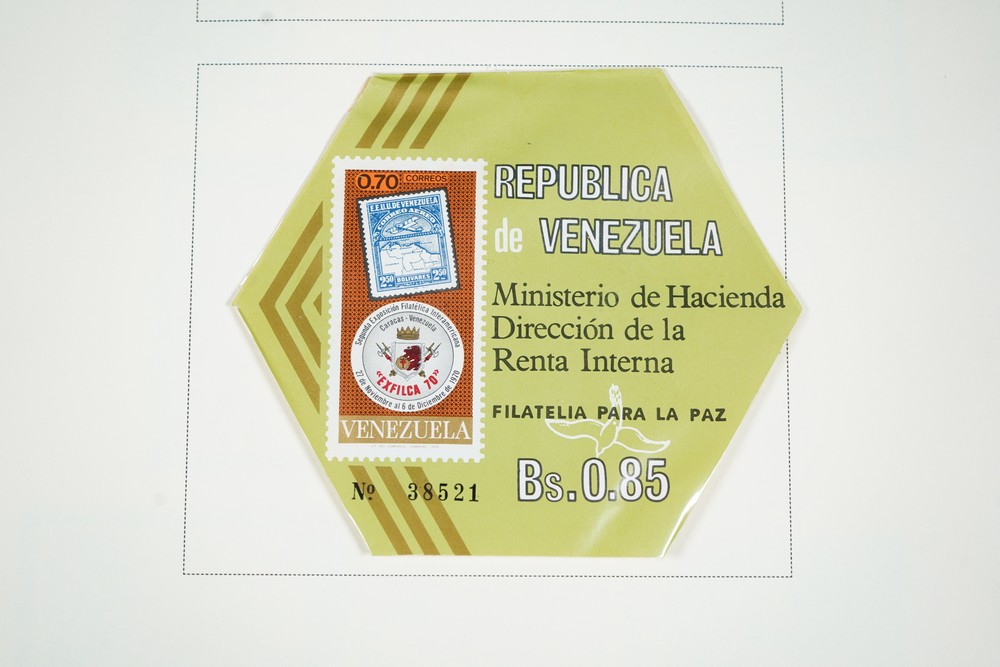 0.70 CORREOS
E.E.U.U. DE VENEZUELA
CORREO AEREO
2,50 BOLIVARES 2,50
Segunda Exposición Filatélica Interamericana
Caracas - Venezuela
"EXFILCA 70"
27 de Noviembre al 6 de Diciembre de 1970
VENEZUELA
Nº 38521
REPUBLICA
de VENEZUELA
Ministerio de Hacienda
Dirección de la
Renta Interna
FILATELIA PARA LA PAZ
Bs. 0.85